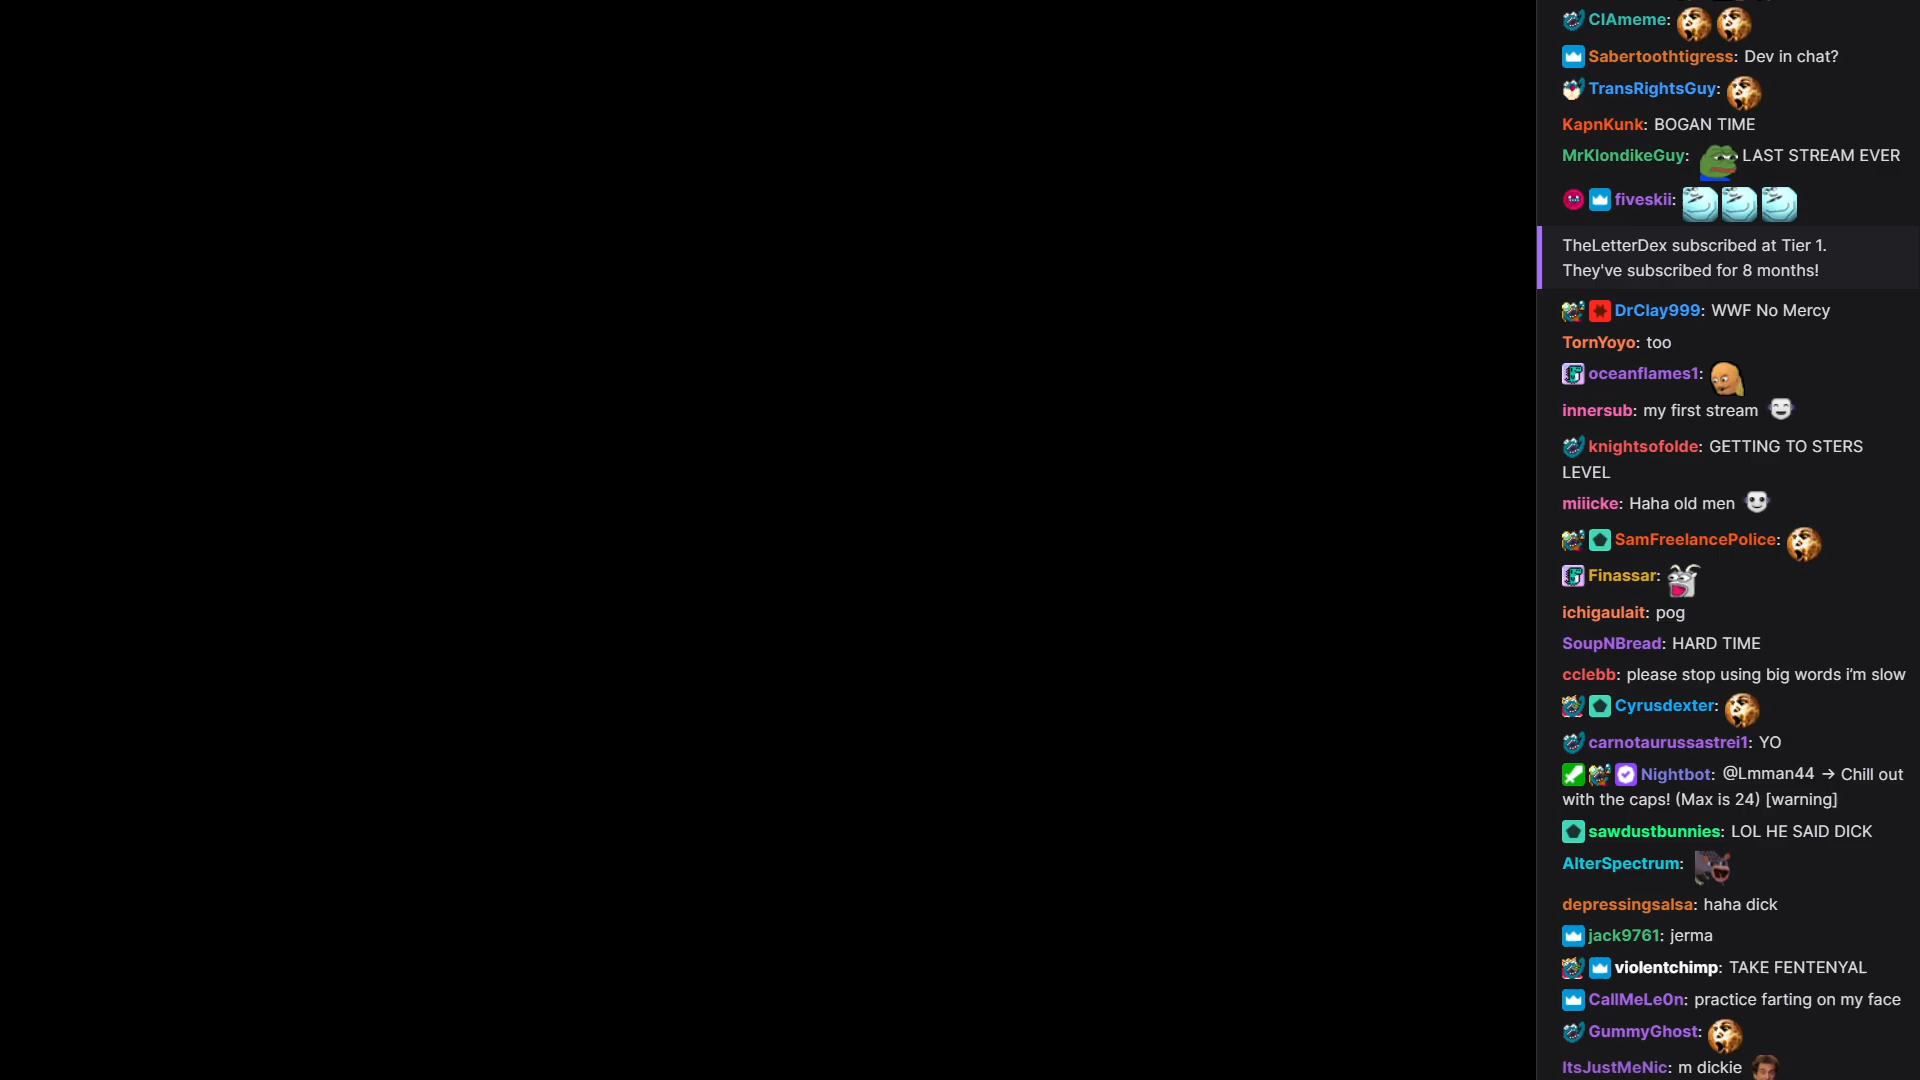 CIAmeme:
Sabertoothtigress: Dev in chat?
TransRightsGuy:
KapnKunk: BOGAN TIME
MrKlondikeGuy: LAST STREAM EVER
fiveskii:
TheLetterDex subscribed at Tier 1.
They've subscribed for 8 months!
DrClay999: WWF No Mercy
TornYoyo: too
oceanflames1:
innersub: my first stream
knightsofolde: GETTING TO STERS
LEVEL
miiicke: Haha old men
SamFreelancePolice:
Finassar:
ichigaulait: pog
SoupNBread: HARD TIME
cclebb: please stop using big words i’m slow
Cyrusdexter:
carnotaurussastrei1: YO
Nightbot: @Lmman44 → Chill out
with the caps! (Max is 24) [warning]
sawdustbunnies: LOL HE SAID DICK
AlterSpectrum:
depressingsalsa: haha dick
jack9761: jerma
violentchimp: TAKE FENTENYAL
CallMeLe0n: practice farting on my face
GummyGhost:
ItsJustMeNic: m dickie